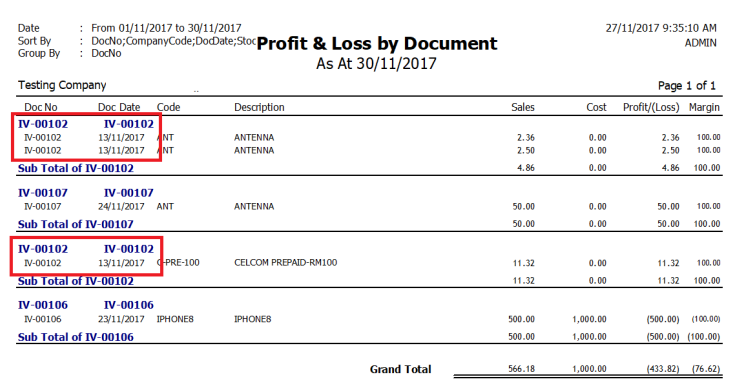 Date : From 01/11/2017 to 30/11/2017 27/11/2017 9:35:10 AM
Sort By : DocNo;CompanyCode;DocDate;Stoc Profit & Loss by Document ADMIN
Group By : DocNo
As At 30/11/2017
Testing Company Page 1 of 1
Doc No Doc Date Code Description Sales Cost Profit/(Loss) Margin
IV-00102 IV-00102
IV-00102 13/11/2017 ANT ANTENNA 2.36 0.00 2.36 100.00
IV-00102 13/11/2017 ANT ANTENNA 2.50 0.00 2.50 100.00
Sub Total of IV-00102 4.86 0.00 4.86 100.00
IV-00107 IV-00107
IV-00107 24/11/2017 ANT ANTENNA 50.00 0.00 50.00 100.00
Sub Total of IV-00107 50.00 0.00 50.00 100.00
IV-00102 IV-00102
IV-00102 13/11/2017 C-PRE-100 CELCOM PREPAID-RM100 11.32 0.00 11.32 100.00
Sub Total of IV-00102 11.32 0.00 11.32 100.00
IV-00106 IV-00106
IV-00106 23/11/2017 IPHONE8 IPHONE8 500.00 1,000.00 (500.00) (100.00)
Sub Total of IV-00106 500.00 1,000.00 (500.00) (100.00)
Grand Total 566.18 1,000.00 (433.82) (76.62)